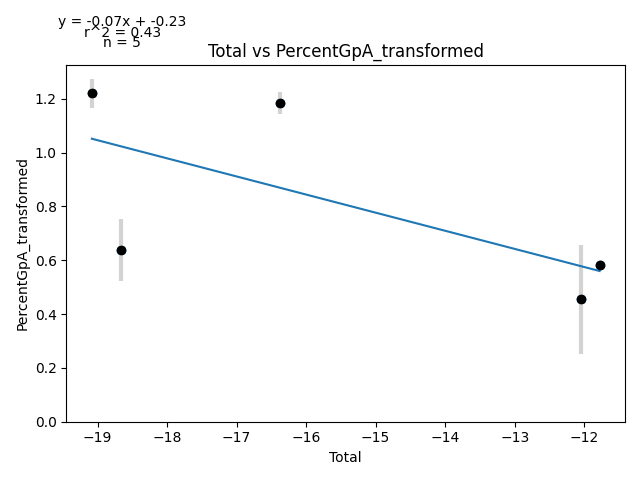 y = -0.07x + -0.23
r^2 = 0.43
n = 5
Total vs PercentGpA_transformed
PercentGpA_transformed
1.2
1.0
0.8
0.6
0.4
0.2
0.0
−19 −18 −17 −16 −15 −14 −13 −12
Total